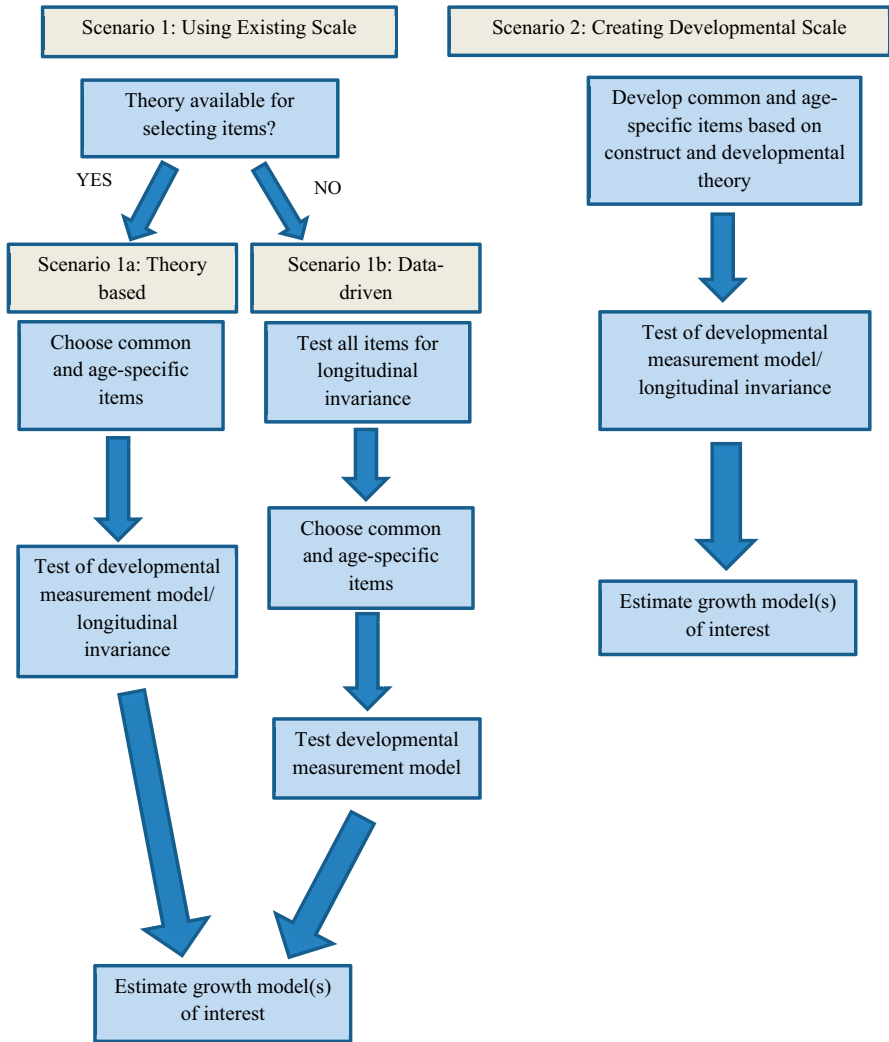 Scenario 1: Using Existing Scale
Theory available for
selecting items?
YES
NO
Scenario 1a: Theory
based
Choose common
and age-specific
items
Test of developmental
measurement model/
longitudinal
invariance
Scenario 1b: Data-
driven
Test all items for
longitudinal
invariance
Choose common
and age-specific
items
Test developmental
measurement model
Estimate growth model(s)
of interest
Scenario 2: Creating Developmental Scale
Develop common and age-
specific items based on
construct and developmental
theory
Test of developmental
measurement model/
longitudinal invariance
Estimate growth model(s)
of interest